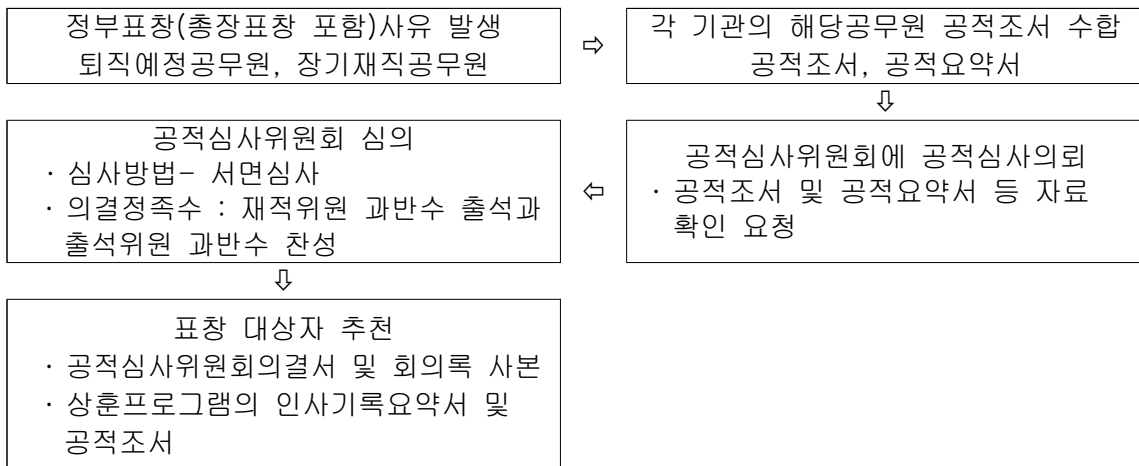 정부표창(총장표창 포함)사유 발생
퇴직예정공무원, 장기재직공무원
⇨
각 기관의 해당공무원 공적조서 수합
공적조서, 공적요약서
⇩
공적심사위원회에 공적심사의뢰
· 공적조서 및 공적요약서 등 자료
확인 요청
⇦
공적심사위원회 심의
· 심사방법- 서면심사
· 의결정족수 : 재적위원 과반수 출석과
출석위원 과반수 찬성
⇩
표창 대상자 추천
· 공적심사위원회의결서 및 회의록 사본
· 상훈프로그램의 인사기록요약서 및
공적조서